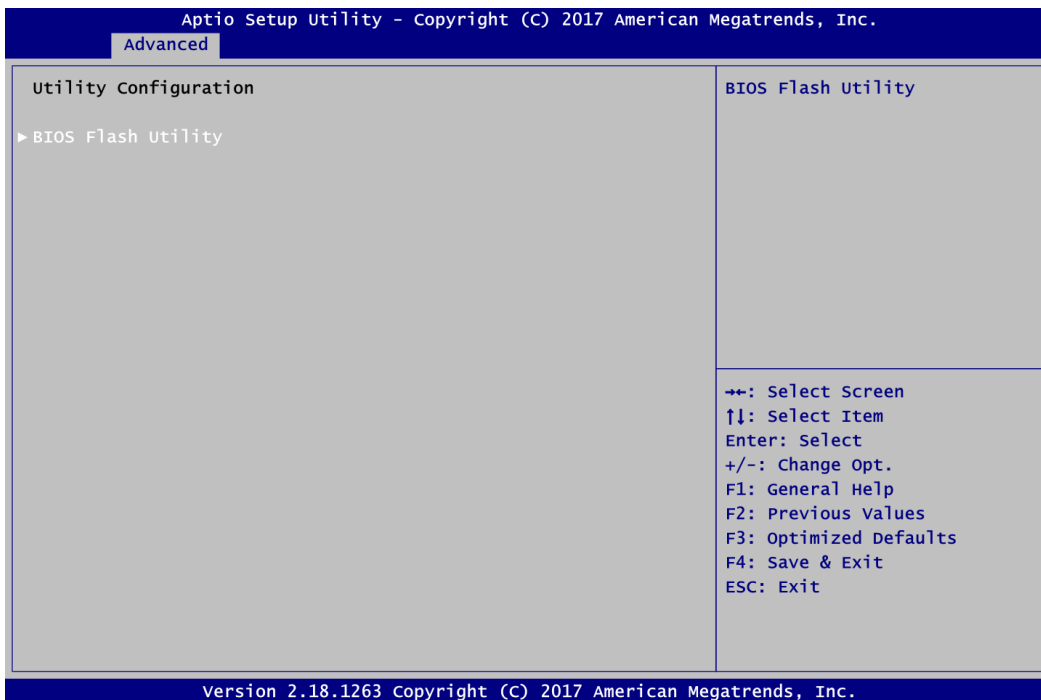 Aptio Setup Utility - Copyright (C) 2017 American Megatrends, Inc.
Advanced
Utility Configuration
► BIOS Flash Utility
BIOS Flash Utility
→←: Select Screen
↑↓: Select Item
Enter: Select
+/-: Change Opt.
F1: General Help
F2: Previous Values
F3: Optimized Defaults
F4: Save & Exit
ESC: Exit
Version 2.18.1263 Copyright (C) 2017 American Megatrends, Inc.